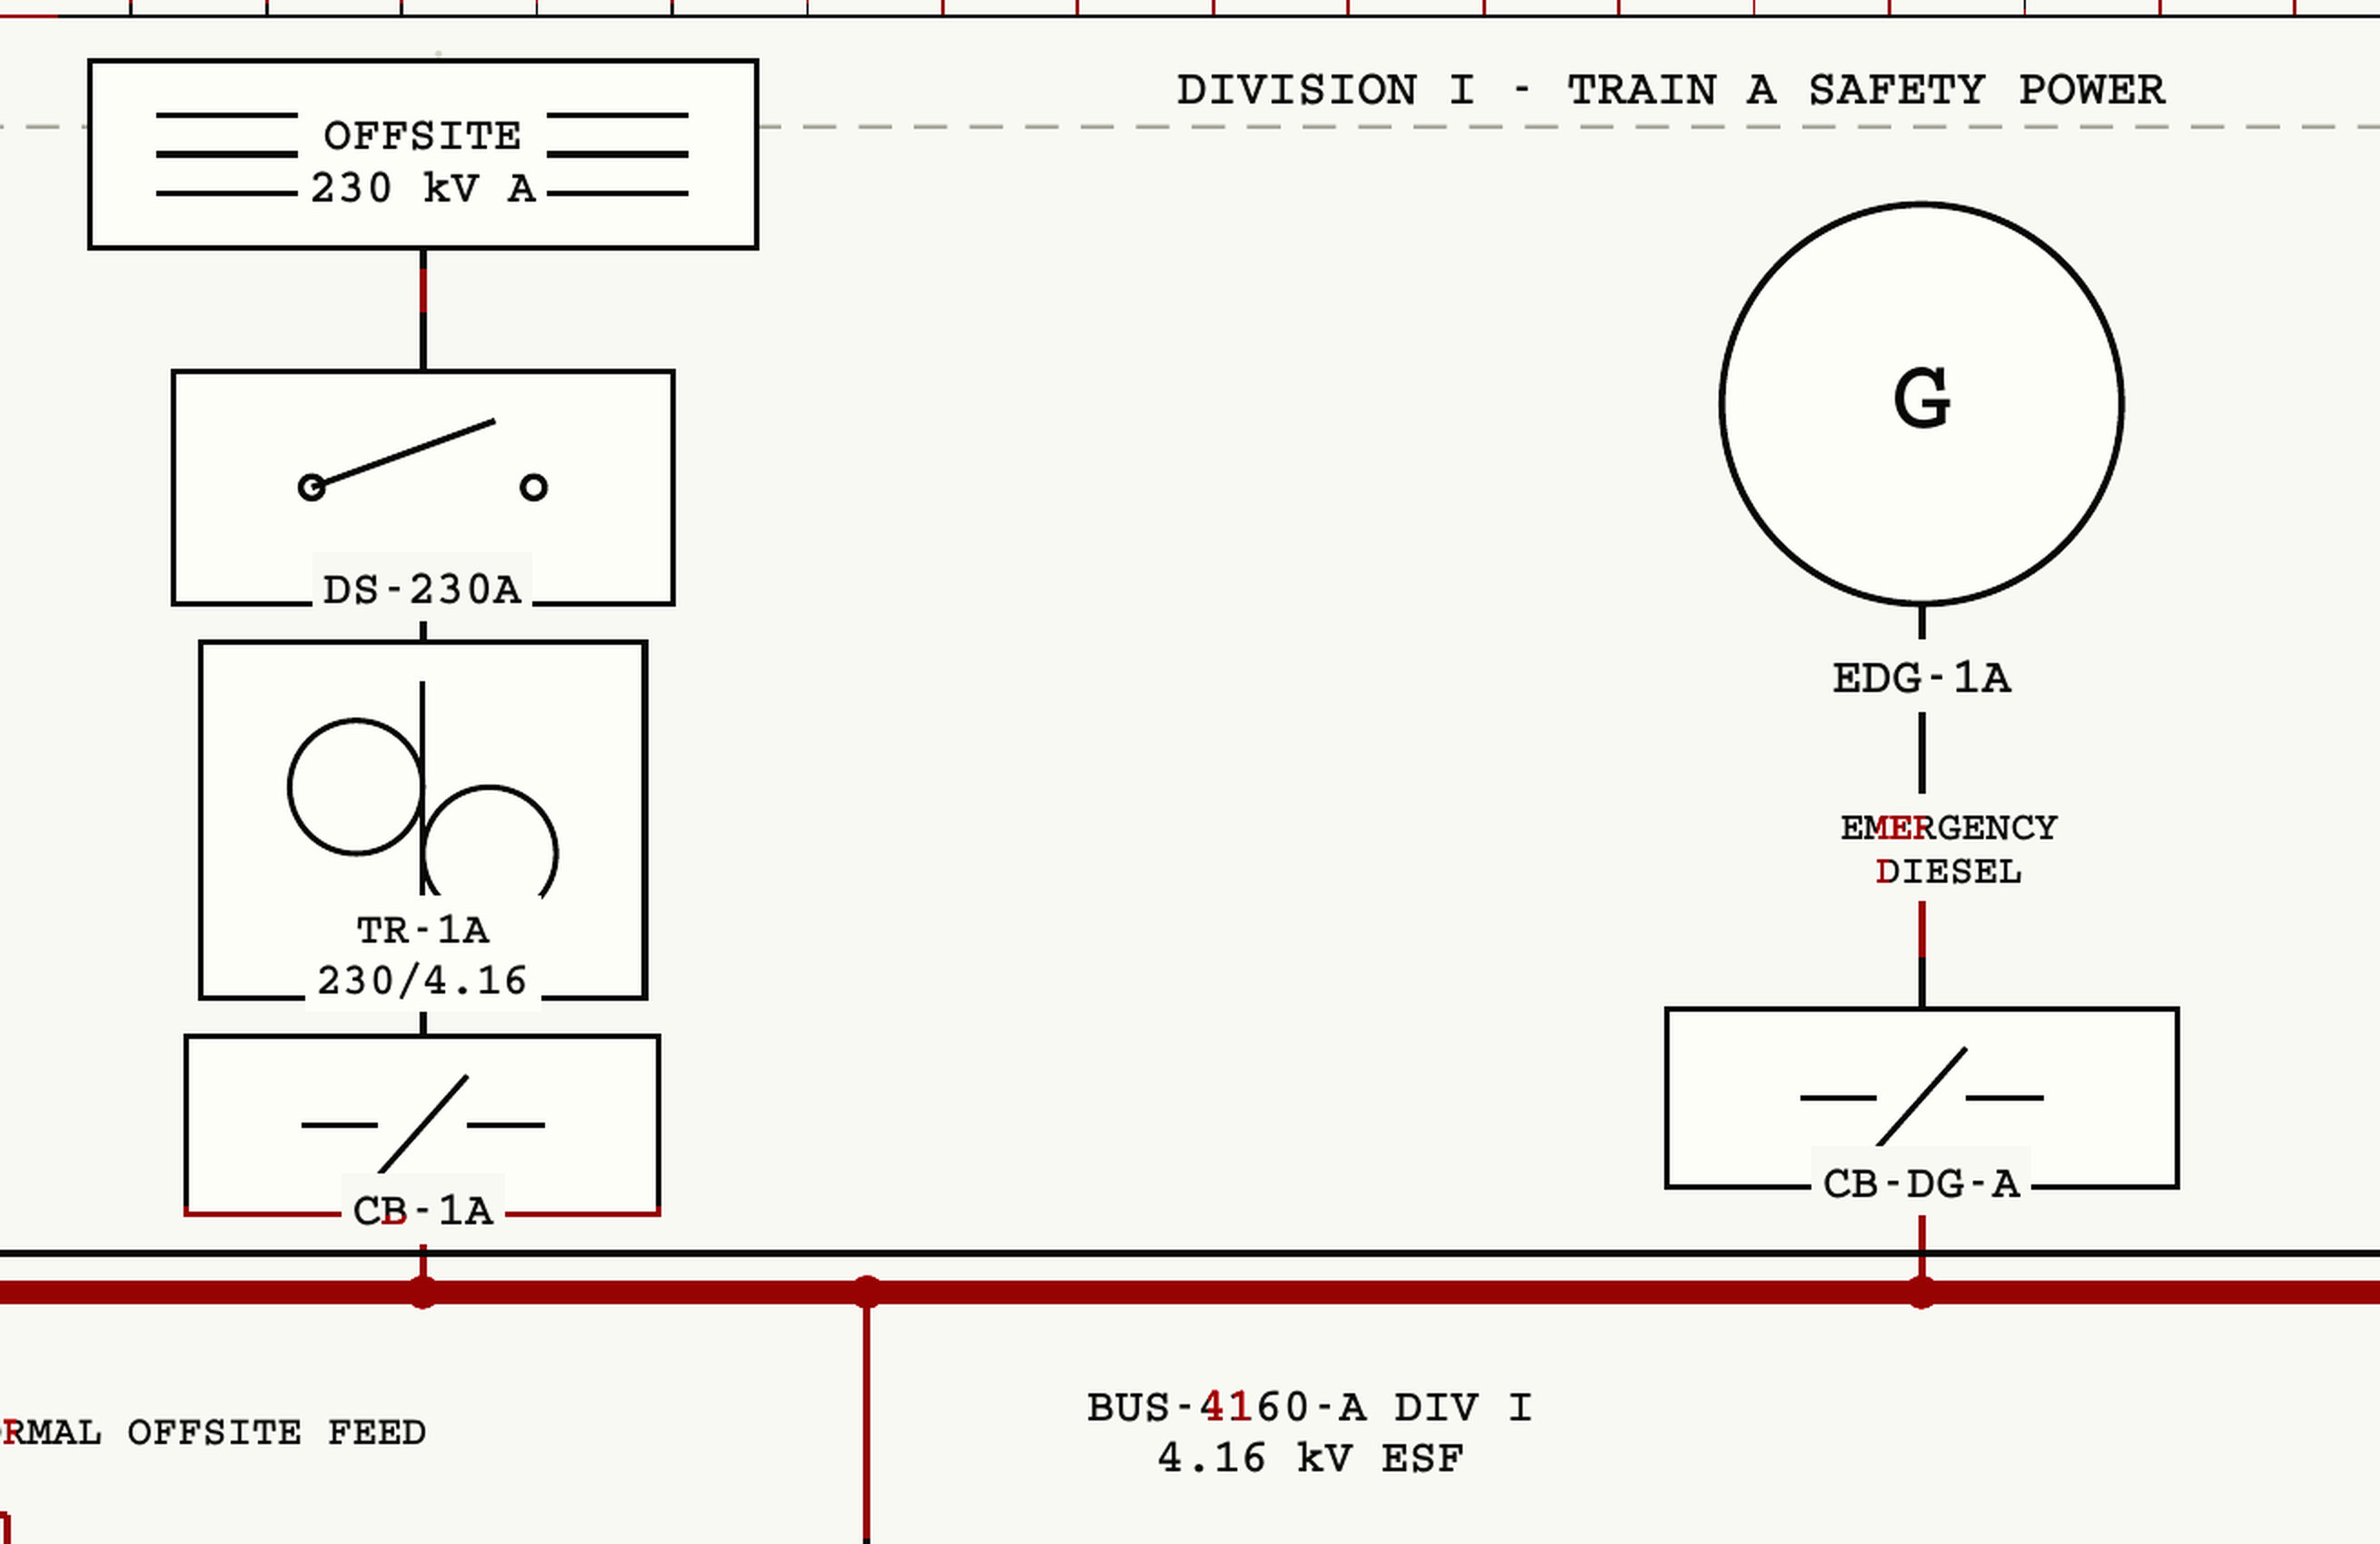 DIVISION I - TRAIN A SAFETY POWER
OFFSITE
230 kV A
G
DS-230A
EDG-1A
EMERGENCY
DIESEL
TR-1A
230/4.16
CB-DG-A
CB-1A
BUS-4160-A DIV I
4.16 kV ESF
OFFSITE FEED